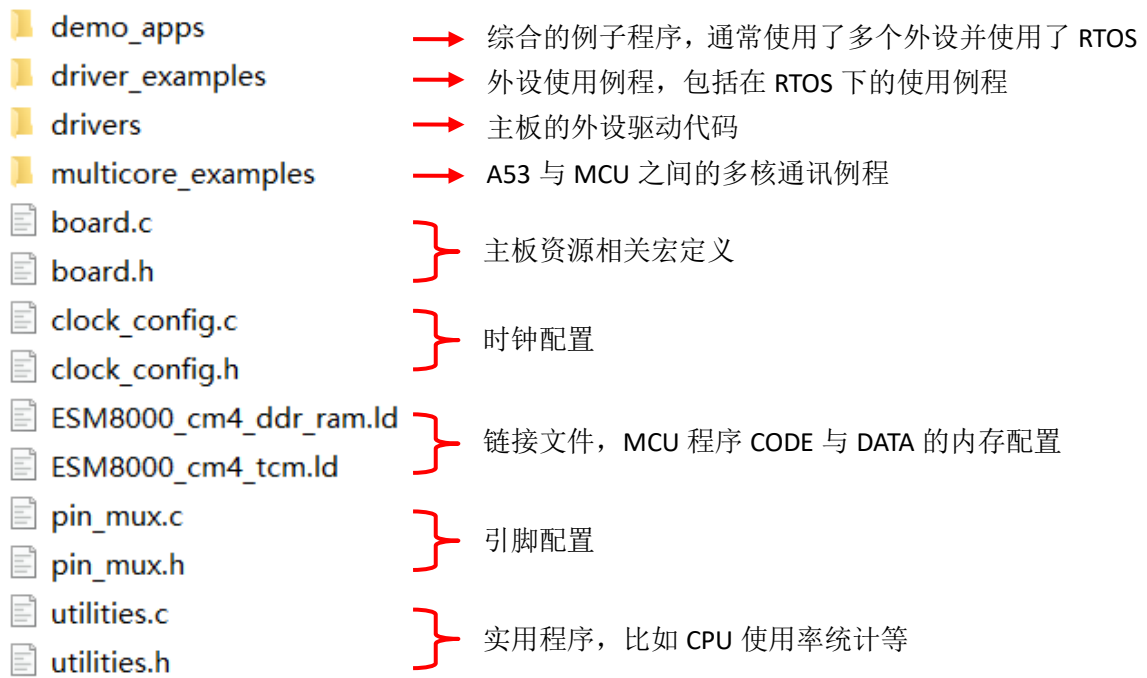 demo_apps 综合的例子程序，通常使用了多个外设并使用了 RTOS
driver_examples 外设使用例程，包括在 RTOS 下的使用例程
drivers 主板的外设驱动代码
multicore_examples A53 与 MCU 之间的多核通讯例程
board.c
主板资源相关宏定义
board.h
clock_config.c
时钟配置
clock_config.h
ESM8000_cm4_ddr_ram.ld
链接文件，MCU 程序 CODE 与 DATA 的内存配置
ESM8000_cm4_tcm.ld
pin_mux.c
引脚配置
pin_mux.h
utilities.c
实用程序，比如 CPU 使用率统计等
utilities.h